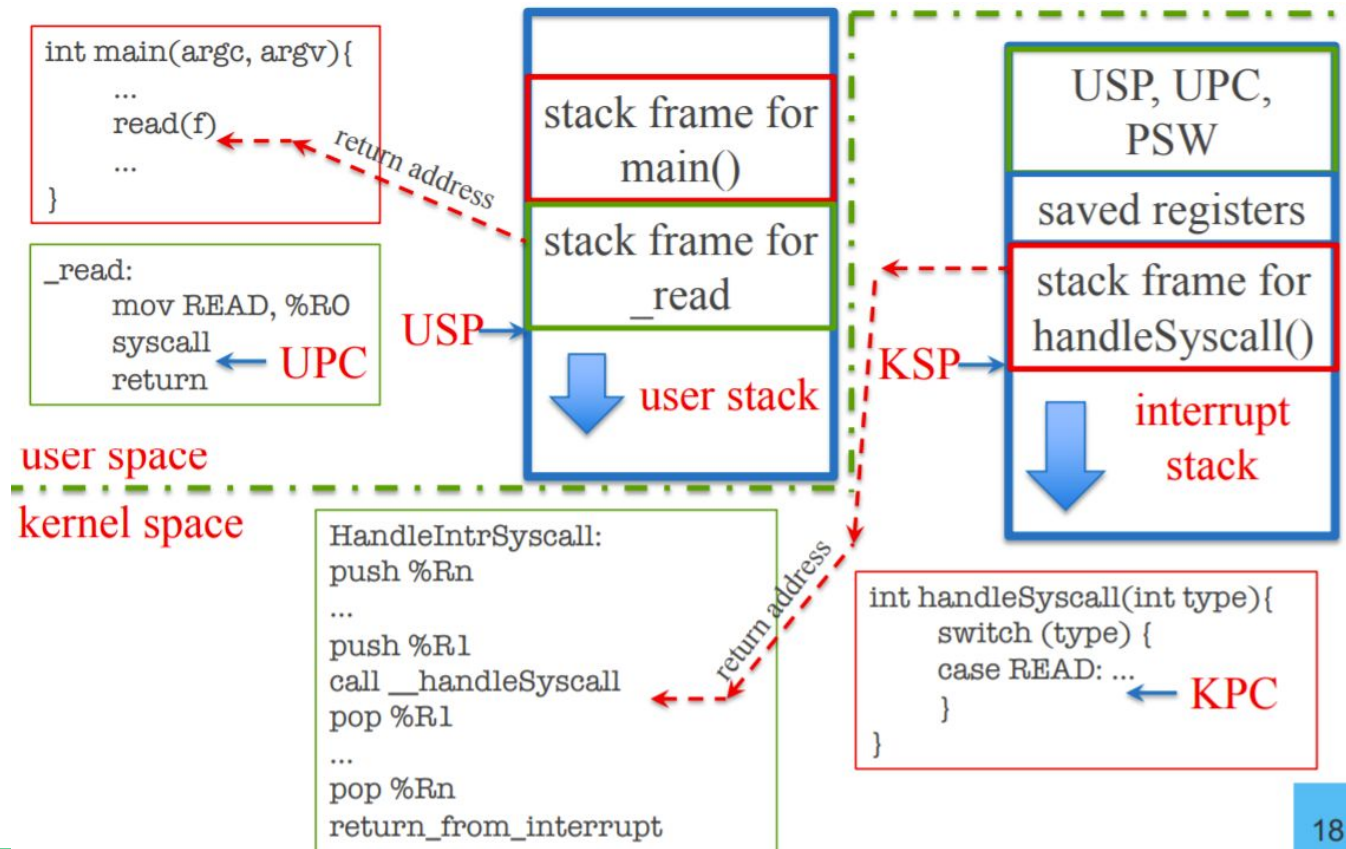 int main(argc, argv){
...
read(f)
...
}
return address
_read:
mov READ, %R0
syscall
return
UPC
USP
stack frame for
main()
stack frame for
_read
user stack
user space
kernel space
USP, UPC,
PSW
saved registers
stack frame for
handleSyscall()
KSP
interrupt
stack
HandleIntrSyscall:
push %Rn
...
push %R1
call __handleSyscall
pop %R1
...
pop %Rn
return_from_interrupt
return address
int handleSyscall(int type){
switch (type) {
case READ: ...
}
}
KPC
18